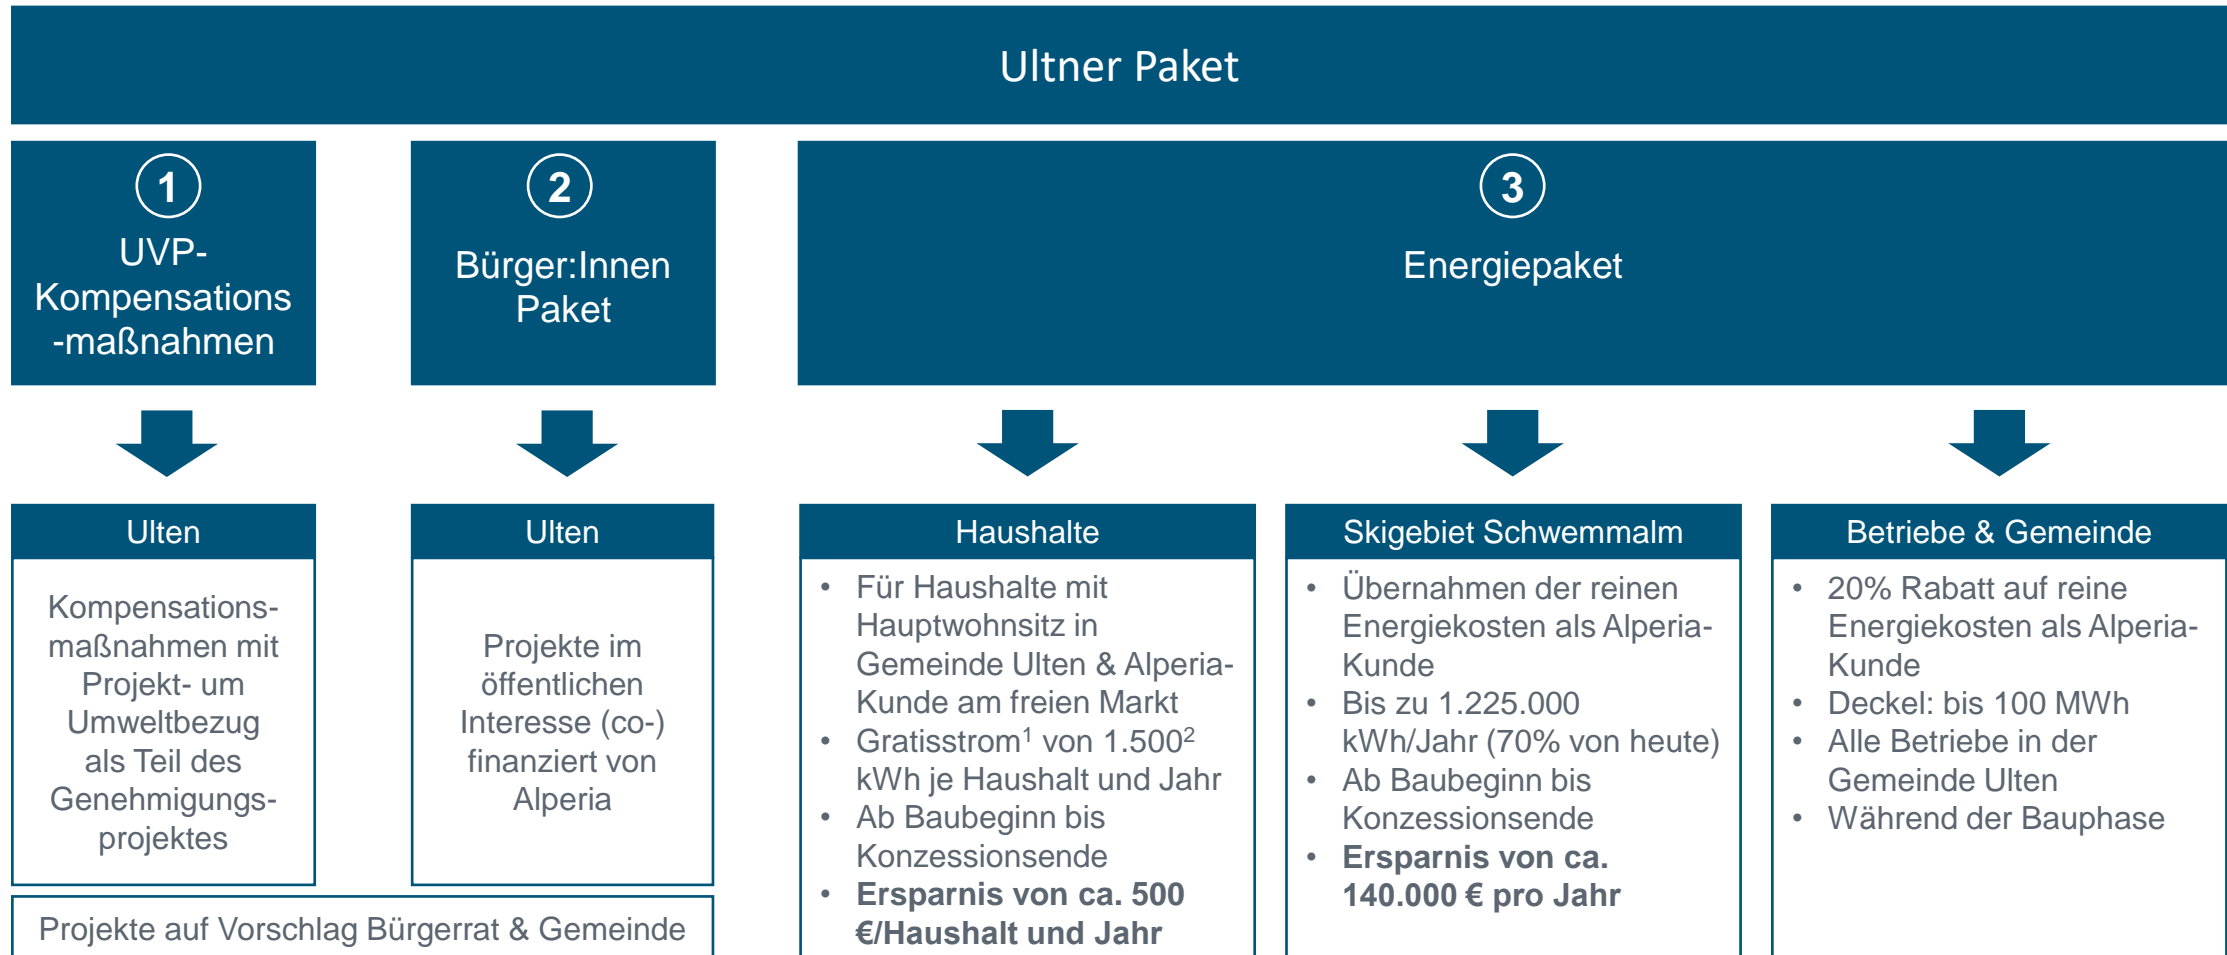 Ultner Paket
1
UVP-
Kompensations
-maßnahmen
2
Bürger:Innen
Paket
3
Energiepaket
Ulten
Kompensations-
maßnahmen mit
Projekt- um
Umweltbezug
als Teil des
Genehmigungs-
projektes
Ulten
Projekte im
öffentlichen
Interesse (co-)
finanziert von
Alperia
Projekte auf Vorschlag Bürgerrat & Gemeinde
Haushalte
• Für Haushalte mit
Hauptwohnsitz in
Gemeinde Ulten & Alperia-
Kunde am freien Markt
• Gratisstrom¹ von 1.500²
kWh je Haushalt und Jahr
• Ab Baubeginn bis
Konzessionsende
• Ersparnis von ca. 500
€/Haushalt und Jahr
Skigebiet Schwemmalm
• Übernahmen der reinen
Energiekosten als Alperia-
Kunde
• Bis zu 1.225.000
kWh/Jahr (70% von heute)
• Ab Baubeginn bis
Konzessionsende
• Ersparnis von ca.
140.000 € pro Jahr
Betriebe & Gemeinde
• 20% Rabatt auf reine
Energiekosten als Alperia-
Kunde
• Deckel: bis 100 MWh
• Alle Betriebe in der
Gemeinde Ulten
• Während der Bauphase